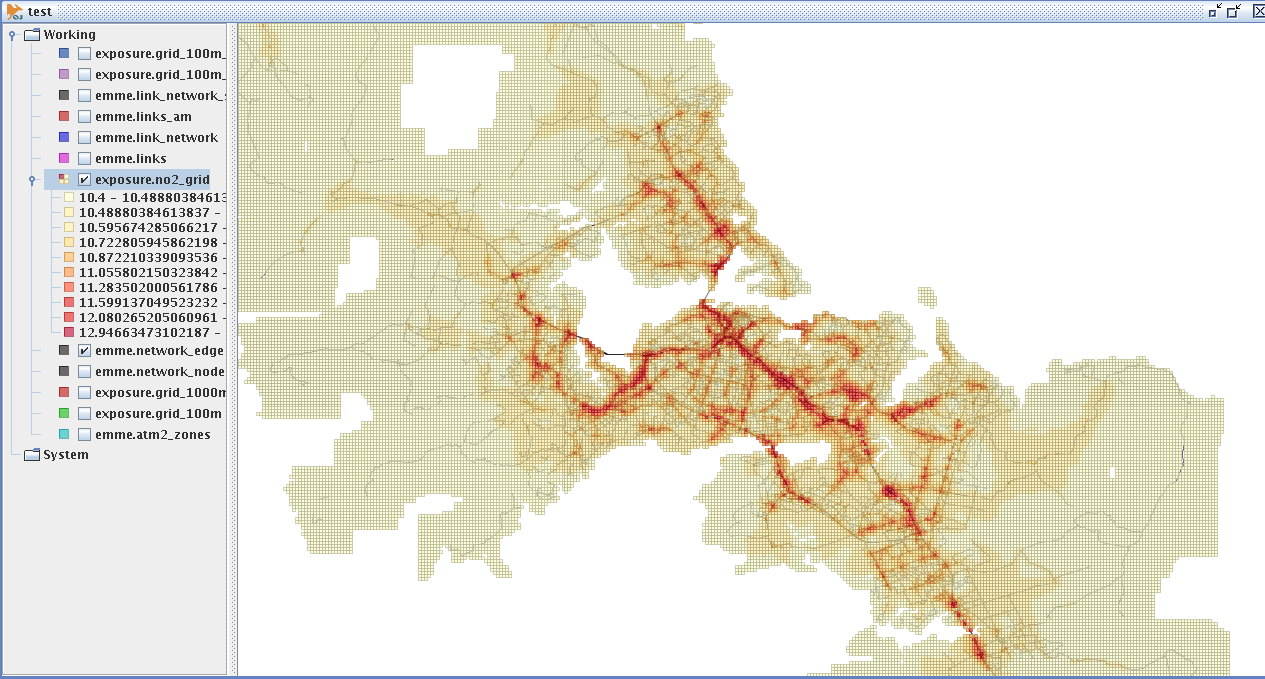 test
Working
exposure.grid_100m_
exposure.grid_100m_
emme.link_network_
emme.links_am
emme.link_network
emme.links
exposure.no2_grid
10.4 - 10.4888038461
10.48880384613837 -
10.595674285066217 -
10.722805945862198 -
10.872210339093536 -
11.055802150323842 -
11.283502000561786 -
11.599137049523232 -
12.080265205060961 -
12.94663473102187 -
emme.network_edge
emme.network_node
exposure.grid_1000m
exposure.grid_100m
emme.atm2_zones
System